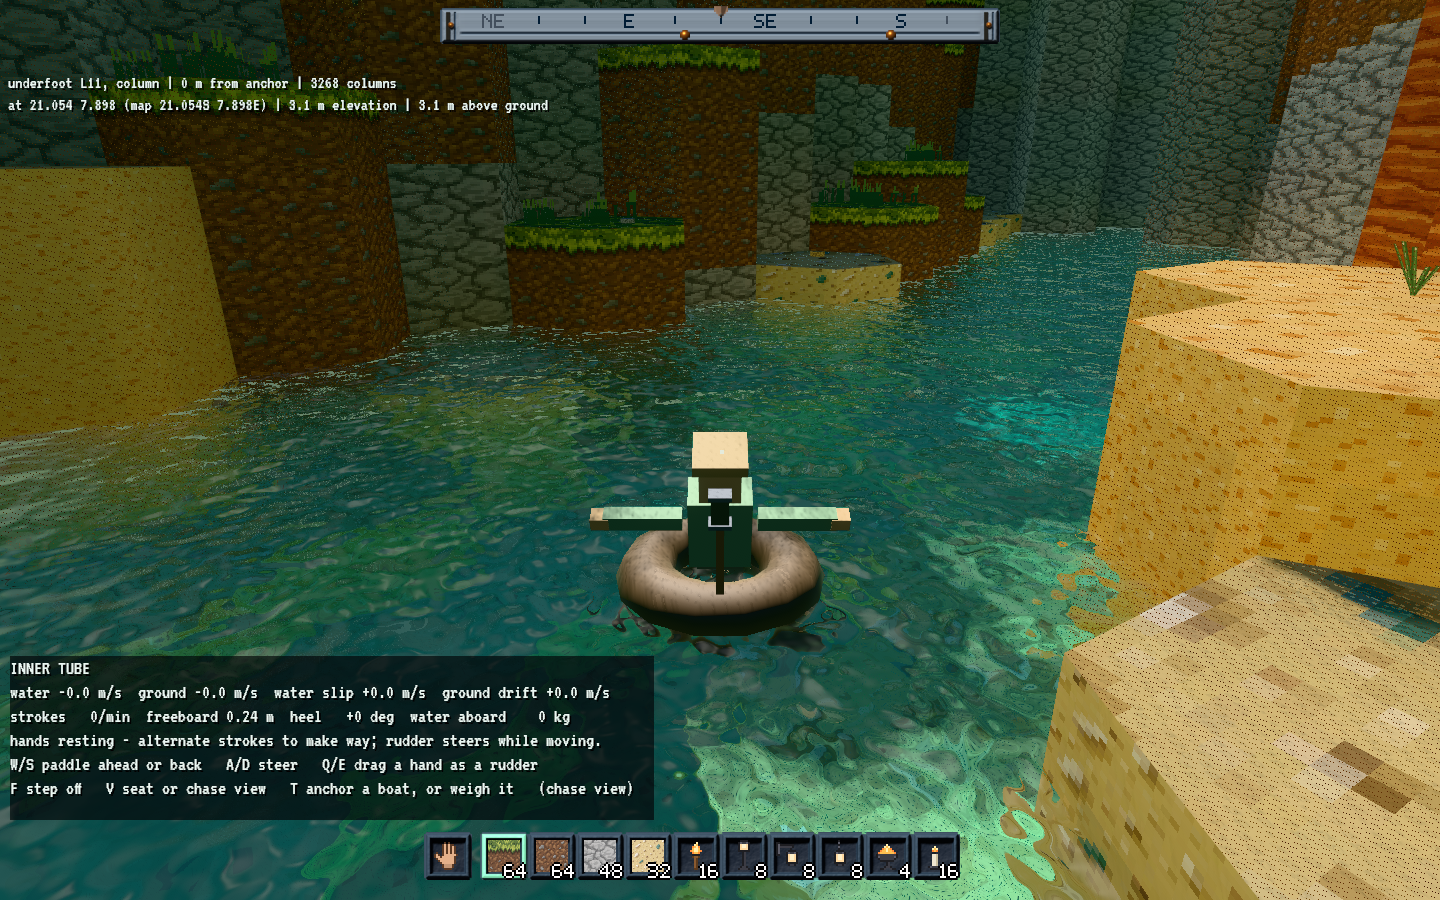 NE E SE S
underfoot L11, column | 0 m from anchor | 3268 columns
at 21.054 7.898 (map 21.054S 7.898E) | 3.1 m elevation | 3.1 m above ground
INNER TUBE
water -0.0 m/s ground -0.0 m/s water slip +0.0 m/s ground drift +0.0 m/s
strokes 0/min freeboard 0.24 m heel +0 deg water aboard 0 kg
hands resting - alternate strokes to make way; rudder steers while moving.
W/S paddle ahead or back A/D steer Q/E drag a hand as a rudder
F step off V seat or chase view T anchor a boat, or weigh it (chase view)
64 64 48 32 16 8 8 8 4 16